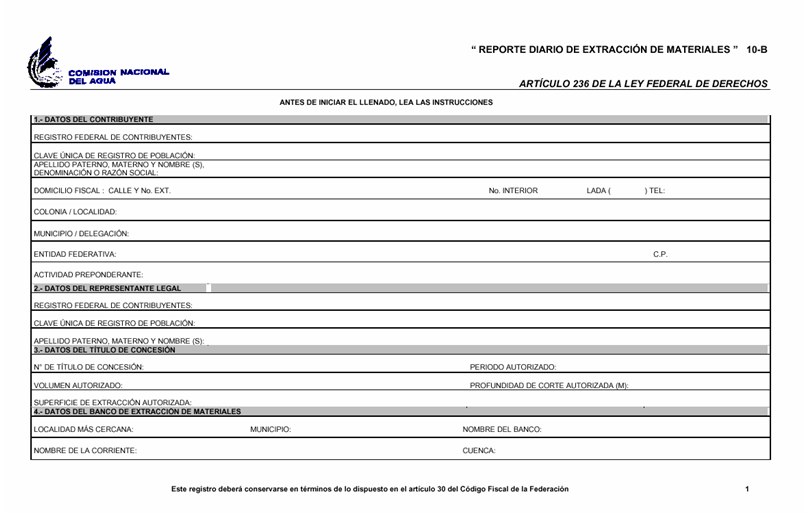 COMISION NACIONAL
DEL AGUA
“ REPORTE DIARIO DE EXTRACCIÓN DE MATERIALES ” 10-B
ARTÍCULO 236 DE LA LEY FEDERAL DE DERECHOS
ANTES DE INICIAR EL LLENADO, LEA LAS INSTRUCCIONES
1.- DATOS DEL CONTRIBUYENTE
REGISTRO FEDERAL DE CONTRIBUYENTES:
CLAVE ÚNICA DE REGISTRO DE POBLACIÓN:
APELLIDO PATERNO, MATERNO Y NOMBRE (S),
DENOMINACIÓN O RAZÓN SOCIAL:
DOMICILIO FISCAL : CALLE Y No. EXT. No. INTERIOR LADA ( ) TEL:
COLONIA / LOCALIDAD:
MUNICIPIO / DELEGACIÓN:
ENTIDAD FEDERATIVA: C.P.
ACTIVIDAD PREPONDERANTE:
2.- DATOS DEL REPRESENTANTE LEGAL
REGISTRO FEDERAL DE CONTRIBUYENTES:
CLAVE ÚNICA DE REGISTRO DE POBLACIÓN:
APELLIDO PATERNO, MATERNO Y NOMBRE (S):
3.- DATOS DEL TÍTULO DE CONCESIÓN
N° DE TÍTULO DE CONCESIÓN: PERIODO AUTORIZADO:
VOLUMEN AUTORIZADO: PROFUNDIDAD DE CORTE AUTORIZADA (M):
SUPERFICIE DE EXTRACCIÓN AUTORIZADA:
4.- DATOS DEL BANCO DE EXTRACCIÓN DE MATERIALES
LOCALIDAD MÁS CERCANA: MUNICIPIO: NOMBRE DEL BANCO:
NOMBRE DE LA CORRIENTE: CUENCA:
Este registro deberá conservarse en términos de lo dispuesto en el artículo 30 del Código Fiscal de la Federación 1